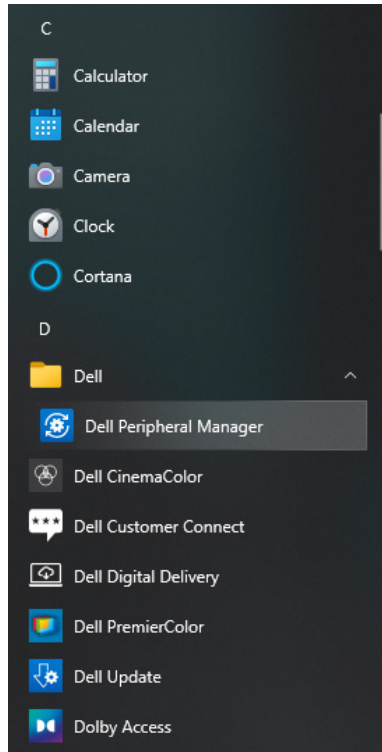 C
Calculator
Calendar
Camera
Clock
Cortana
D
Dell
Dell Peripheral Manager
Dell CinemaColor
Dell Customer Connect
Dell Digital Delivery
Dell PremierColor
Dell Update
Dolby Access